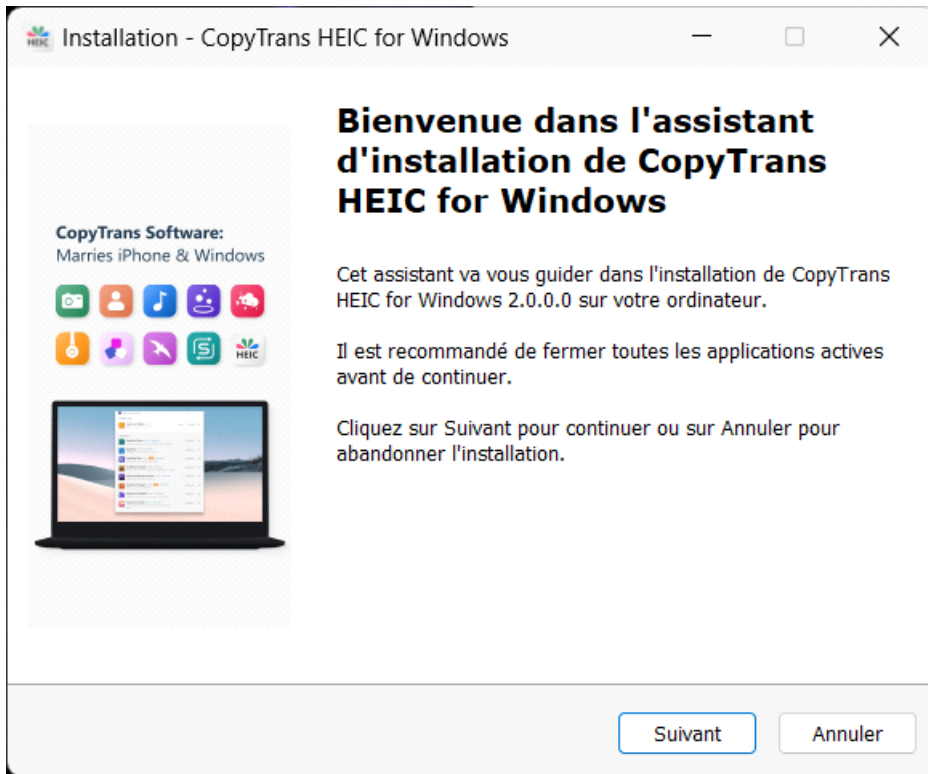 Installation - CopyTrans HEIC for Windows
Bienvenue dans l'assistant
d'installation de CopyTrans
HEIC for Windows
CopyTrans Software:
Marries iPhone & Windows
HEIC
Cet assistant va vous guider dans l'installation de CopyTrans
HEIC for Windows 2.0.0.0 sur votre ordinateur.
Il est recommandé de fermer toutes les applications actives
avant de continuer.
Cliquez sur Suivant pour continuer ou sur Annuler pour
abandonner l'installation.
Suivant
Annuler